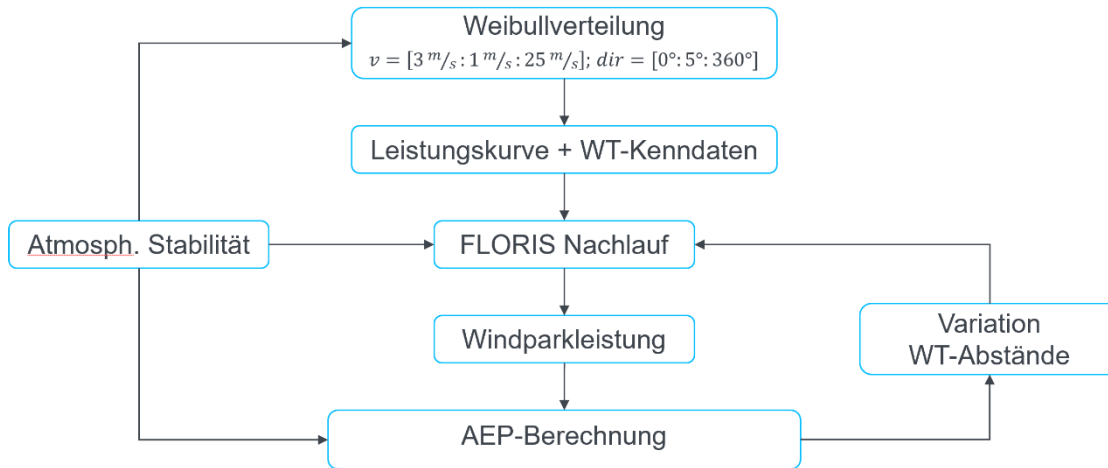 Weibullverteilung
v = [3 m/s : 1 m/s : 25 m/s]; dir = [0°: 5°: 360°]
Leistungskurve + WT-Kenndaten
Atmosph. Stabilität
FLORIS Nachlauf
Windparkleistung
Variation
WT-Abstände
AEP-Berechnung